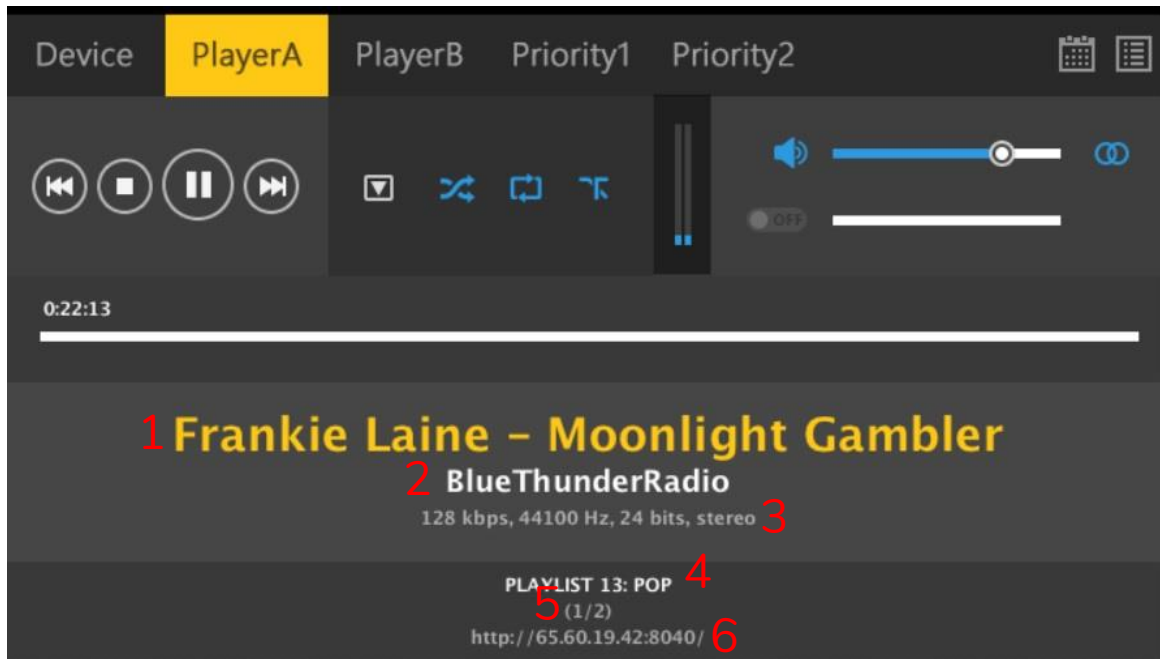 Device PlayerA PlayerB Priority1 Priority2
OFF
0:22:13
1 Frankie Laine – Moonlight Gambler
2 BlueThunderRadio
128 kbps, 44100 Hz, 24 bits, stereo 3
PLAYLIST 13: POP 4
5 (1/2)
http://65.60.19.42:8040/ 6